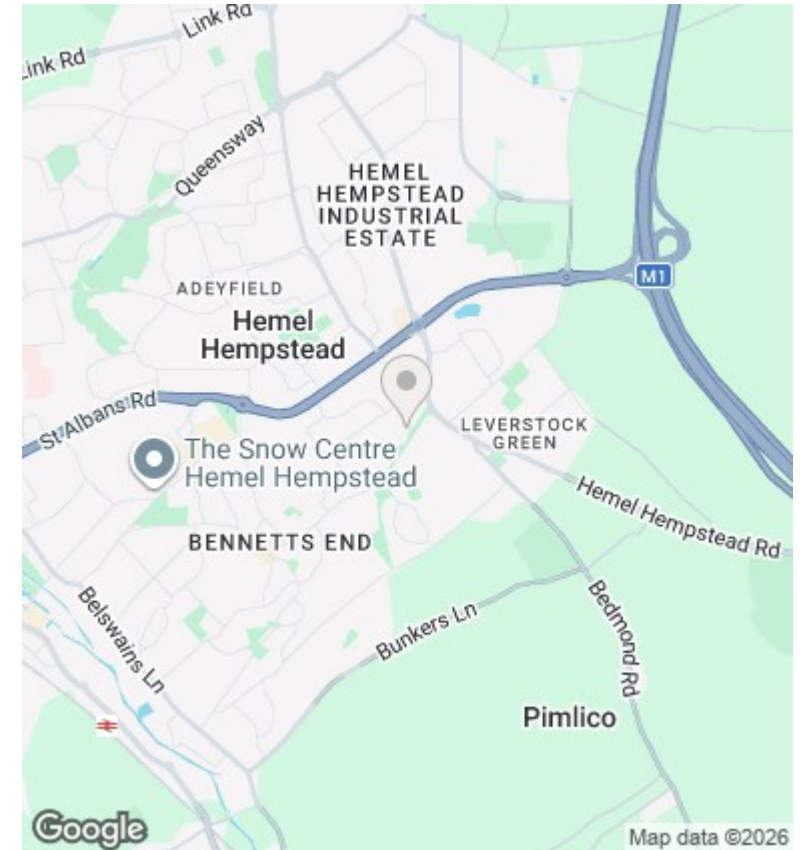 Link Rd
Link Rd
Queensway
HEMEL
HEMPSTEAD
INDUSTRIAL
ESTATE
M1
ADEYFIELD
Hemel
Hempstead
St Albans Rd
LEVERSTOCK
GREEN
The Snow Centre
Hemel Hempstead
Hemel Hempstead Rd
BENNETTS END
Belswains Ln
Bunkers Ln
Bedmond Rd
Pimlico
Google
Map data ©2026